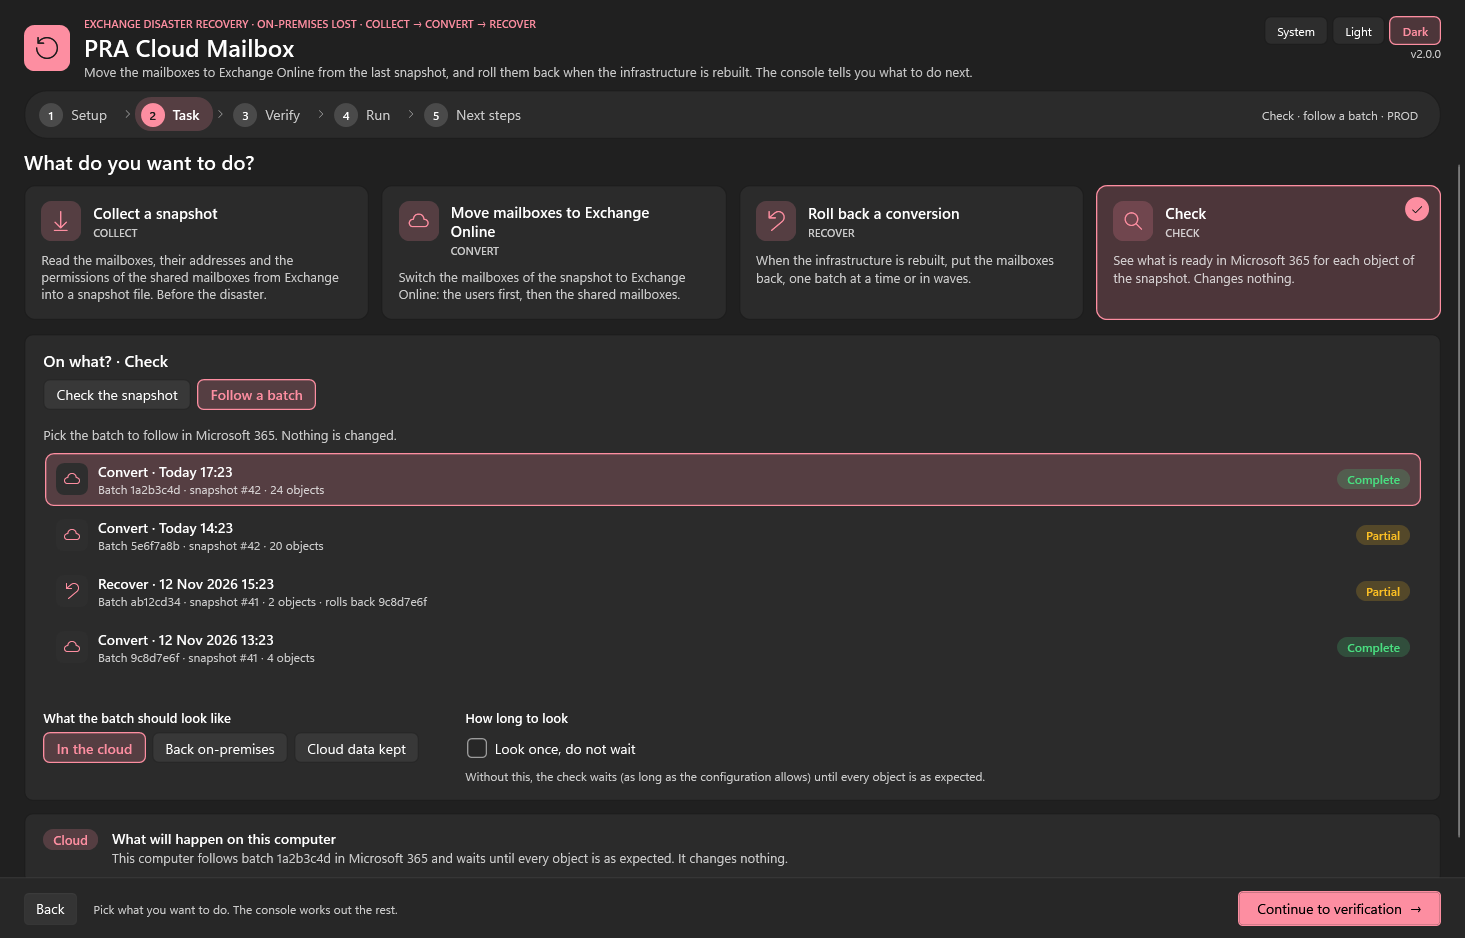 EXCHANGE DISASTER RECOVERY · ON-PREMISES LOST · COLLECT → CONVERT → RECOVER
PRA Cloud Mailbox
Move the mailboxes to Exchange Online from the last snapshot, and roll them back when the infrastructure is rebuilt. The console tells you what to do next.
System
Light
Dark
v2.0.0
1 Setup
2 Task
3 Verify
4 Run
5 Next steps
Check · follow a batch · PROD
What do you want to do?
Collect a snapshot
COLLECT
Read the mailboxes, their addresses and the
permissions of the shared mailboxes from Exchange
into a snapshot file. Before the disaster.
Move mailboxes to Exchange
Online
CONVERT
Switch the mailboxes of the snapshot to Exchange
Online: the users first, then the shared mailboxes.
Roll back a conversion
RECOVER
When the infrastructure is rebuilt, put the mailboxes
back, one batch at a time or in waves.
Check
CHECK
See what is ready in Microsoft 365 for each object of
the snapshot. Changes nothing.
On what? · Check
Check the snapshot
Follow a batch
Pick the batch to follow in Microsoft 365. Nothing is changed.
Convert · Today 17:23
Batch 1a2b3c4d · snapshot #42 · 24 objects
Complete
Convert · Today 14:23
Batch 5e6f7a8b · snapshot #42 · 20 objects
Partial
Recover · 12 Nov 2026 15:23
Batch ab12cd34 · snapshot #41 · 2 objects · rolls back 9c8d7e6f
Partial
Convert · 12 Nov 2026 13:23
Batch 9c8d7e6f · snapshot #41 · 4 objects
Complete
What the batch should look like
In the cloud
Back on-premises
Cloud data kept
How long to look
Look once, do not wait
Without this, the check waits (as long as the configuration allows) until every object is as expected.
Cloud
What will happen on this computer
This computer follows batch 1a2b3c4d in Microsoft 365 and waits until every object is as expected. It changes nothing.
Back
Pick what you want to do. The console works out the rest.
Continue to verification →